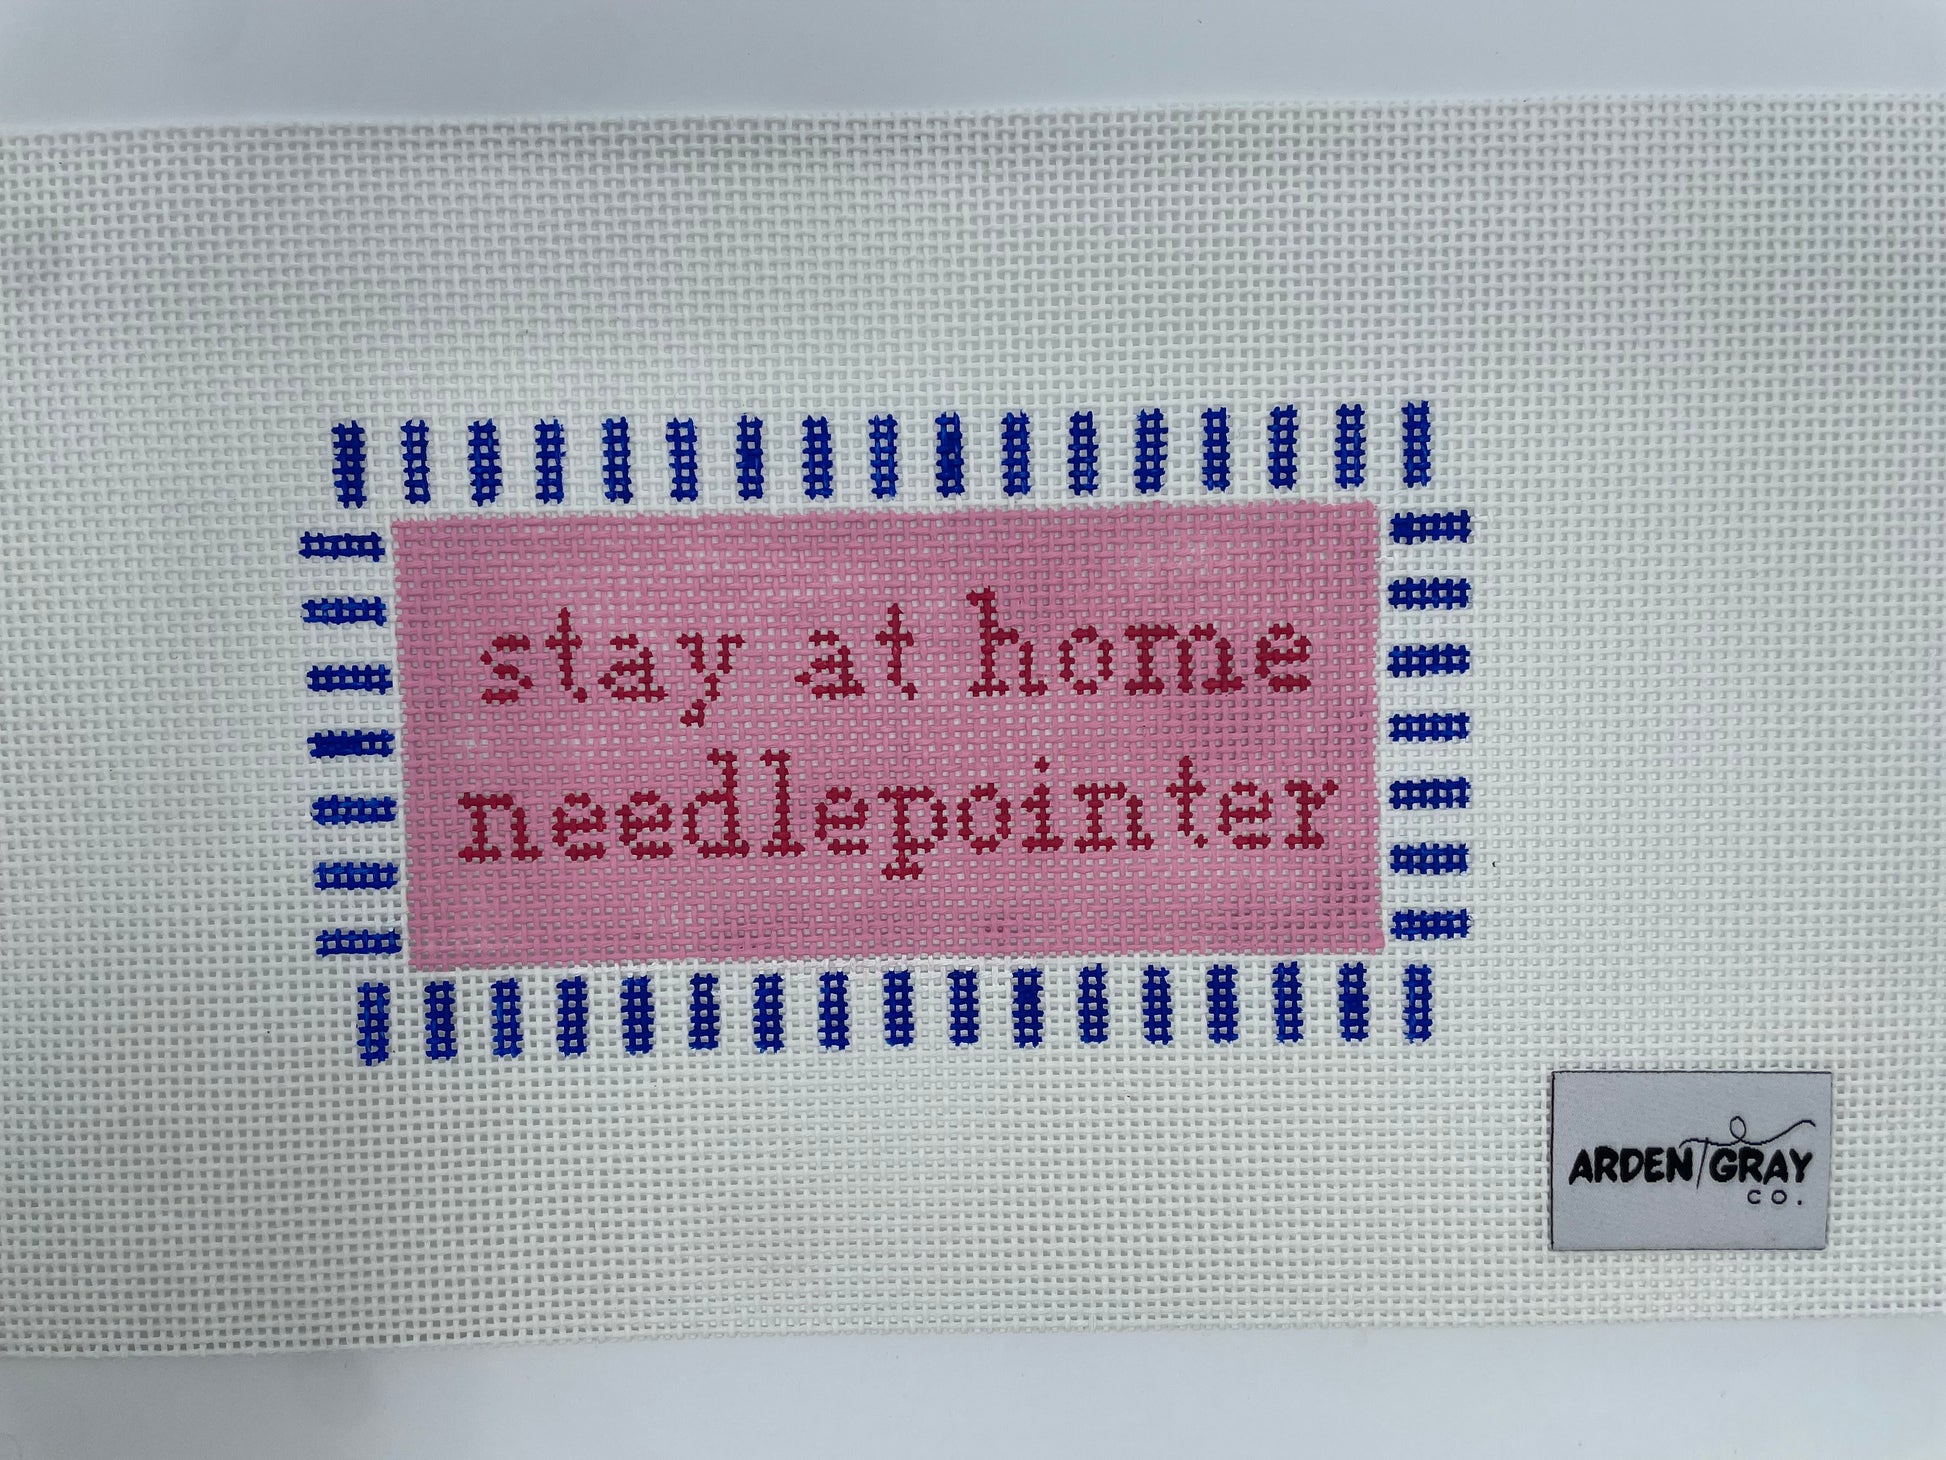 stay at home
needlepointer
ARDEN GRAY
CO.